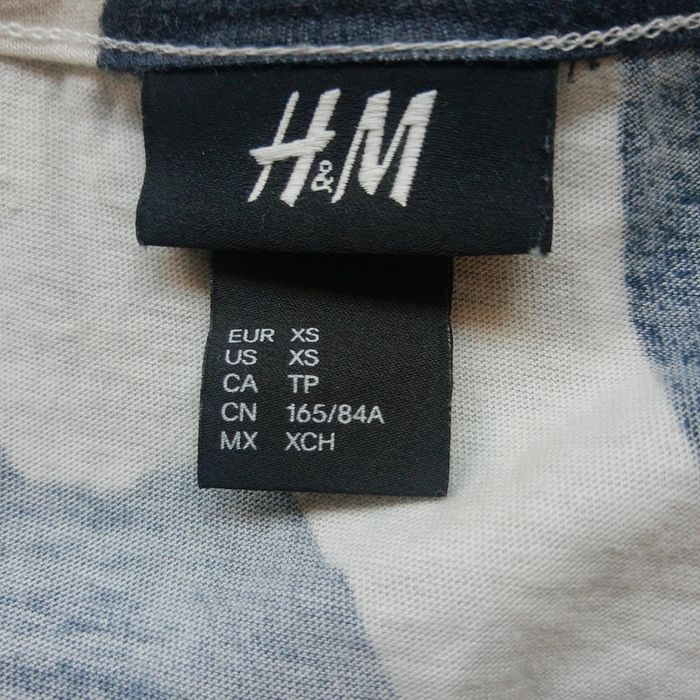 H&M
EUR XS
US XS
CA TP
CN 165/84A
MX XCH